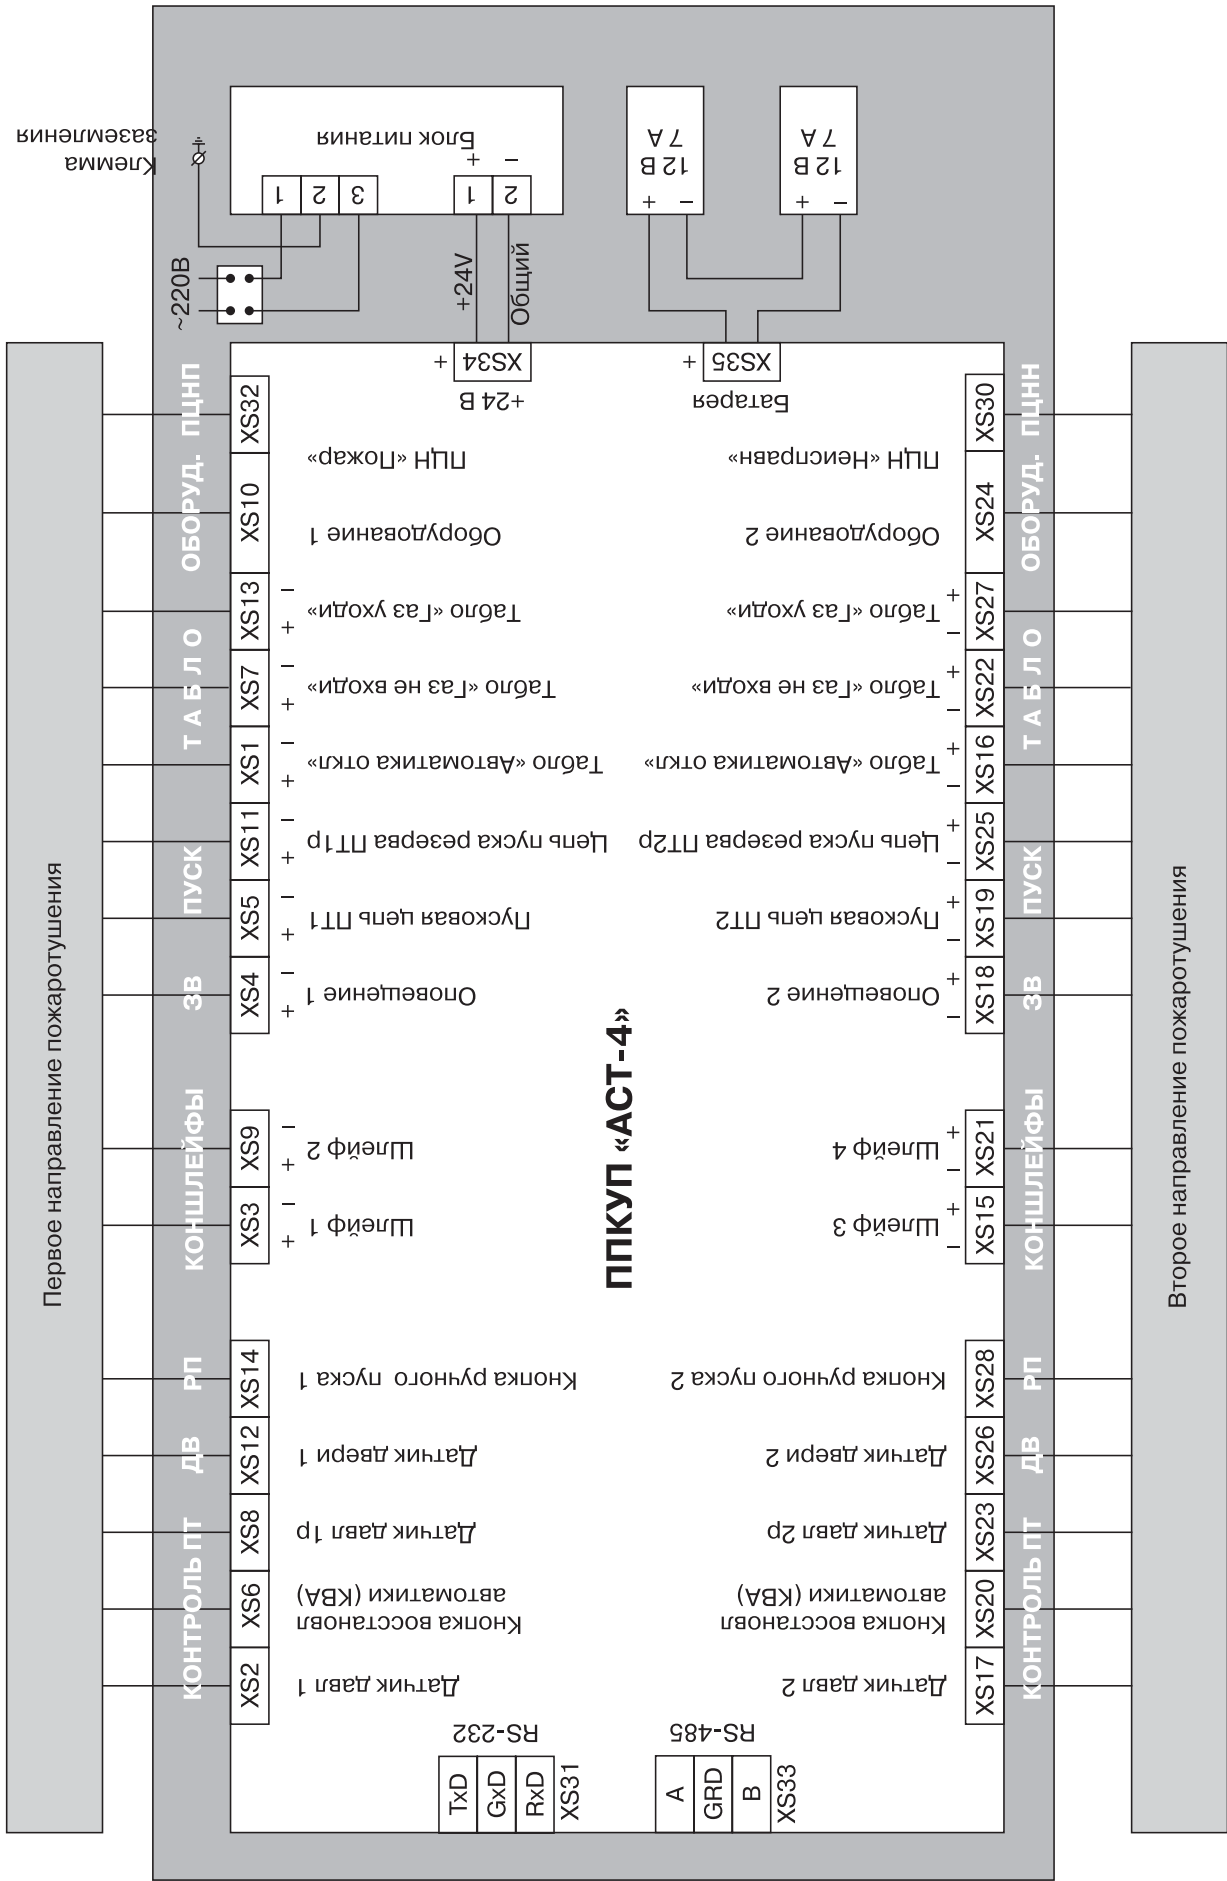 Клемма
заземления
Блок питания
+
−
1
2
3
1
2
~220В
+24V
Общий
12 В
7 А
+
−
12 В
7 А
+
−
+
XS34
+24 В
+
XS35
Батарея
Первое направление пожаротушения
ПЦНП
ОБОРУД.
ТАБЛО
ПУСК
ЗВ
КОНШЛЕЙФЫ
РП
ДВ
КОНТРОЛЬ ПТ
XS32
ПЦН «Пожар»
XS10
Оборудование 1
XS13
−
+
Табло «Газ уходи»
XS7
−
+
Табло «Газ не входи»
XS1
−
+
Табло «Автоматика откл»
XS11
−
+
Цепь пуска резерва ПТ1р
XS5
−
+
Пусковая цепь ПТ1
XS4
−
+
Оповещение 1
XS9
−
+
Шлейф 2
XS3
−
+
Шлейф 1
XS14
Кнопка ручного пуска 1
XS12
Датчик двери 1
XS8
Датчик давл 1р
XS6
Кнопка восстановл
автоматики (КВА)
XS2
Датчик давл 1
ППКУП «АСТ-4»
XS30
ПЦН «Неисправн»
XS24
Оборудование 2
XS27
+
−
Табло «Газ уходи»
XS22
+
−
Табло «Газ не входи»
XS16
+
−
Табло «Автоматика откл»
XS25
+
−
Цепь пуска резерва ПТ2р
XS19
+
−
Пусковая цепь ПТ2
XS18
+
−
Оповещение 2
XS21
+
−
Шлейф 4
XS15
+
−
Шлейф 3
XS28
Кнопка ручного пуска 2
XS26
Датчик двери 2
XS23
Датчик давл 2р
XS20
Кнопка восстановл
автоматики (КВА)
XS17
Датчик давл 2
ПЦНН
ОБОРУД.
ТАБЛО
ПУСК
ЗВ
КОНШЛЕЙФЫ
РП
ДВ
КОНТРОЛЬ ПТ
Второе направление пожаротушения
RS-232
TxD
GxD
RxD
XS31
RS-485
A
GRD
B
XS33